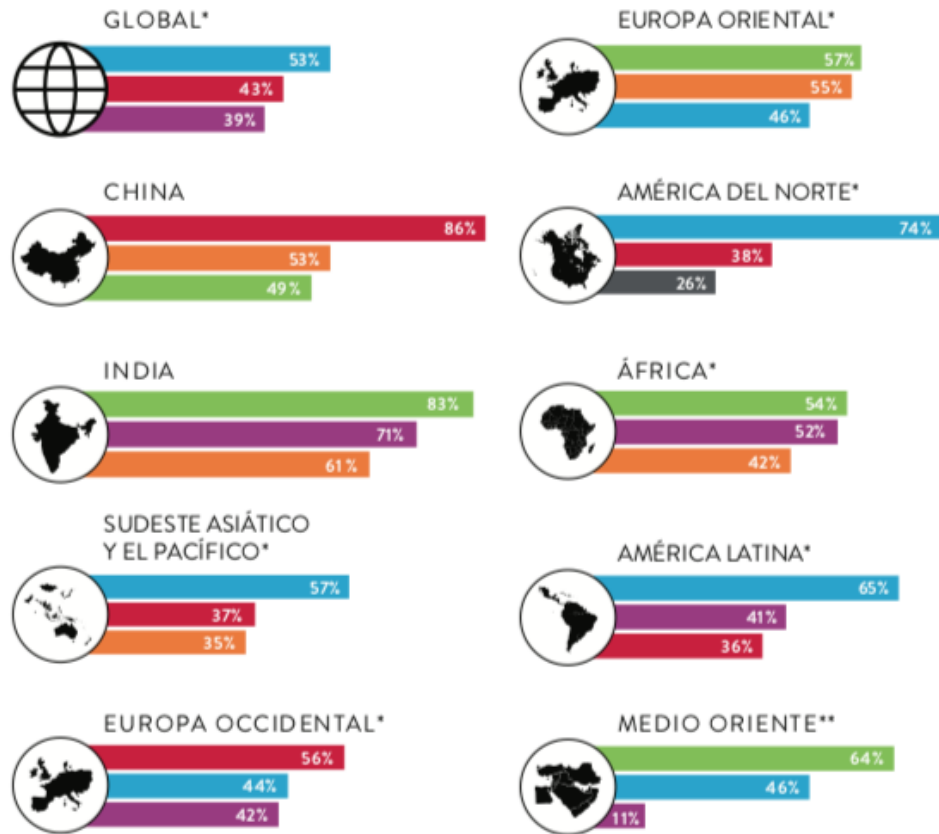 GLOBAL*
53%
43%
39%
EUROPA ORIENTAL*
57%
55%
46%
CHINA
86%
53%
49%
AMÉRICA DEL NORTE*
74%
38%
26%
INDIA
83%
71%
61%
ÁFRICA*
54%
52%
42%
SUDESTE ASIÁTICO
Y EL PACÍFICO*
57%
37%
35%
AMÉRICA LATINA*
65%
41%
36%
EUROPA OCCIDENTAL*
56%
44%
42%
MEDIO ORIENTE**
64%
46%
11%